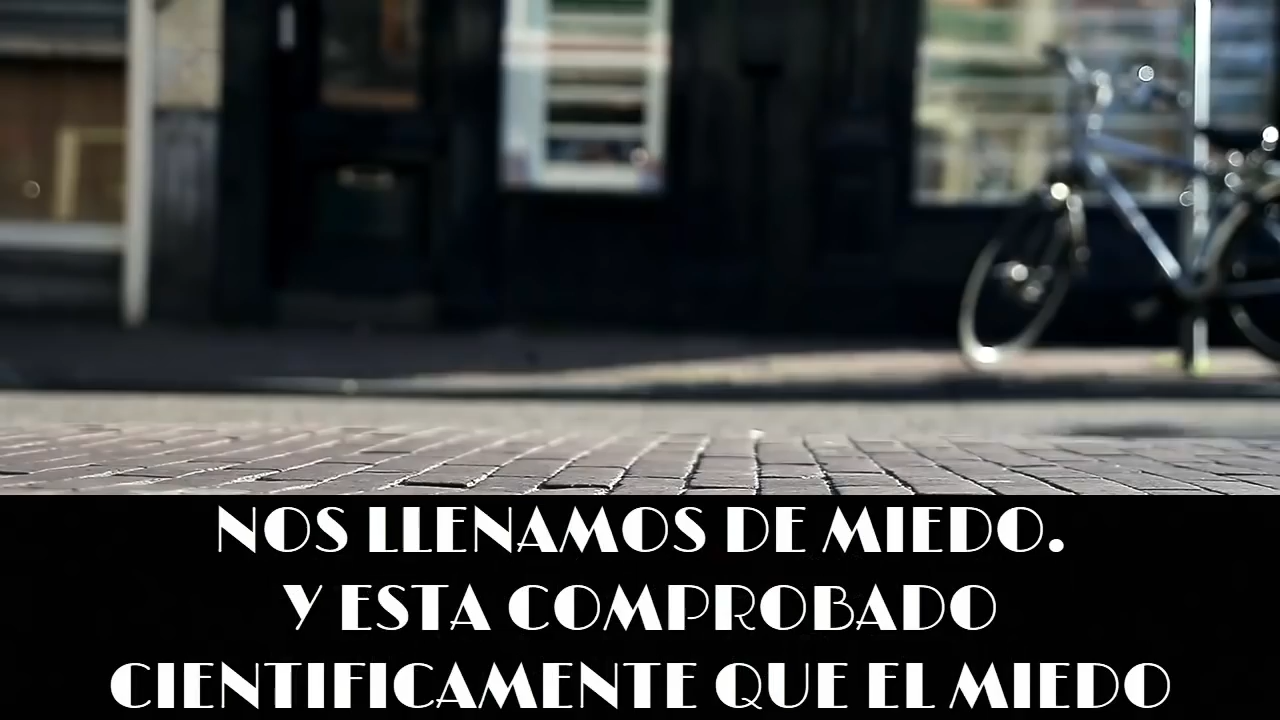 NOS LLENAMOS DE MIEDO.
Y ESTA COMPROBADO
CIENTIFICAMENTE QUE EL MIEDO